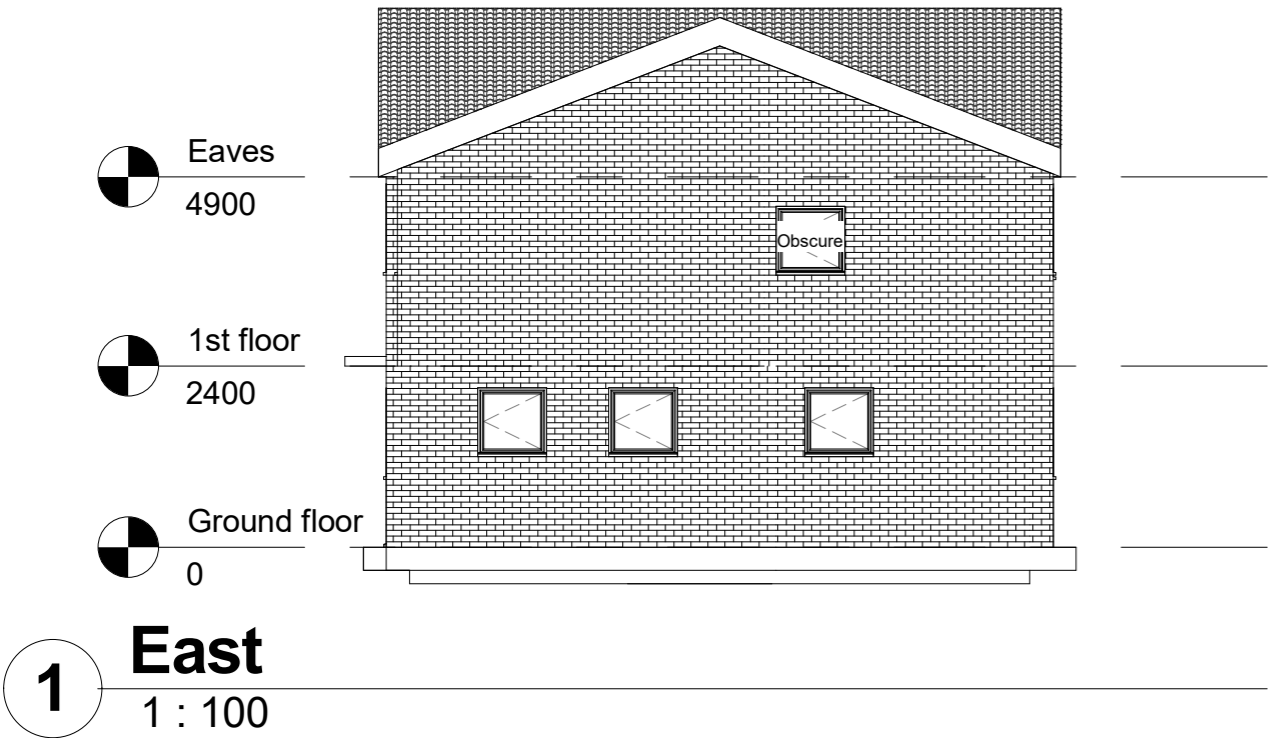 Eaves
4900
Obscure
1st floor
2400
Ground floor
0
1
East
1 : 100